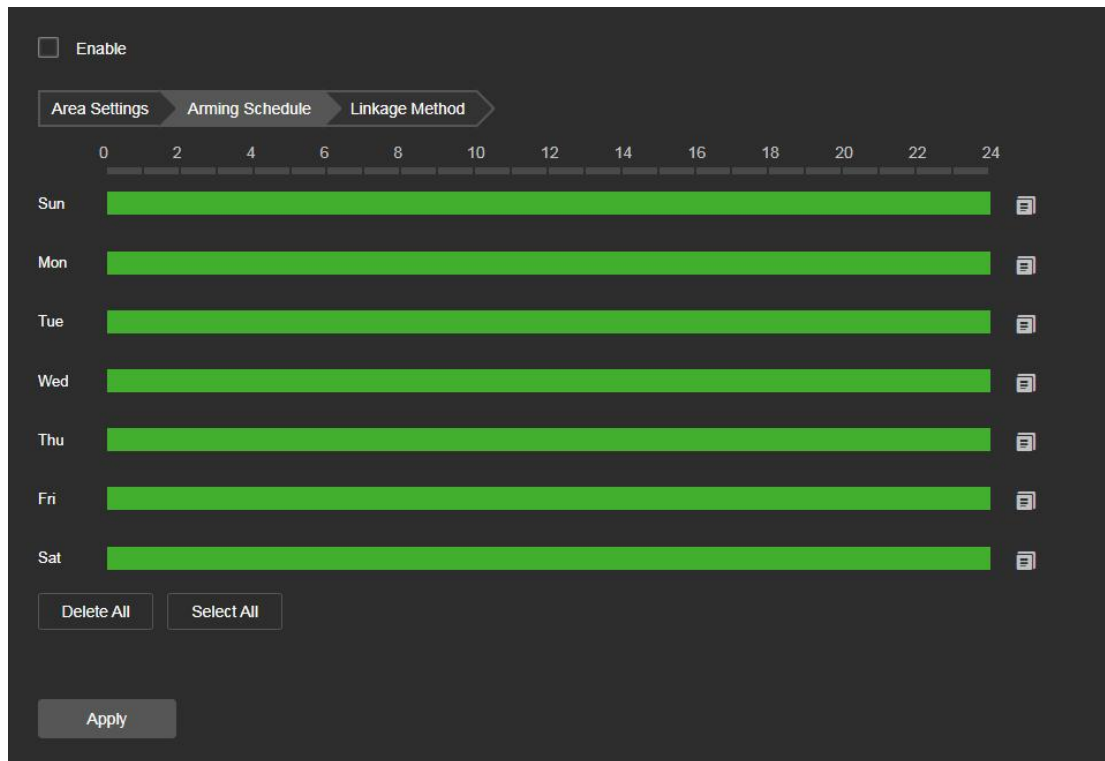 Enable
Area Settings Arming Schedule Linkage Method
0 2 4 6 8 10 12 14 16 18 20 22 24
Sun
Mon
Tue
Wed
Thu
Fri
Sat
Delete All Select All
Apply